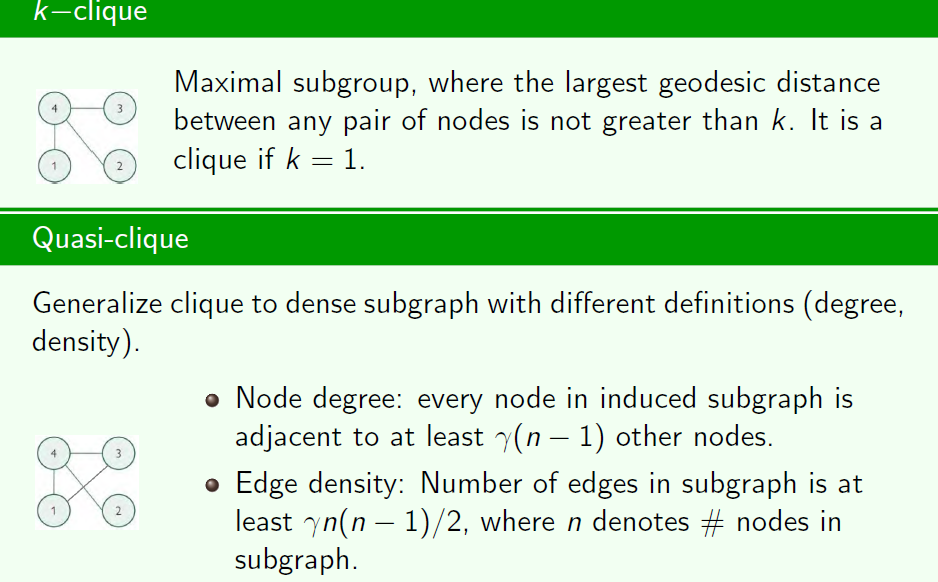 k−clique
Maximal subgroup, where the largest geodesic distance
4 3
between any pair of nodes is not greater than k. It is a
1 2
clique if k = 1.
Quasi-clique
Generalize clique to dense subgraph with different definitions (degree,
density).
Node degree: every node in induced subgraph is
adjacent to at least γ(n − 1) other nodes.
4 3
Edge density: Number of edges in subgraph is at
1 2
least γn(n − 1)/2, where n denotes # nodes in
subgraph.